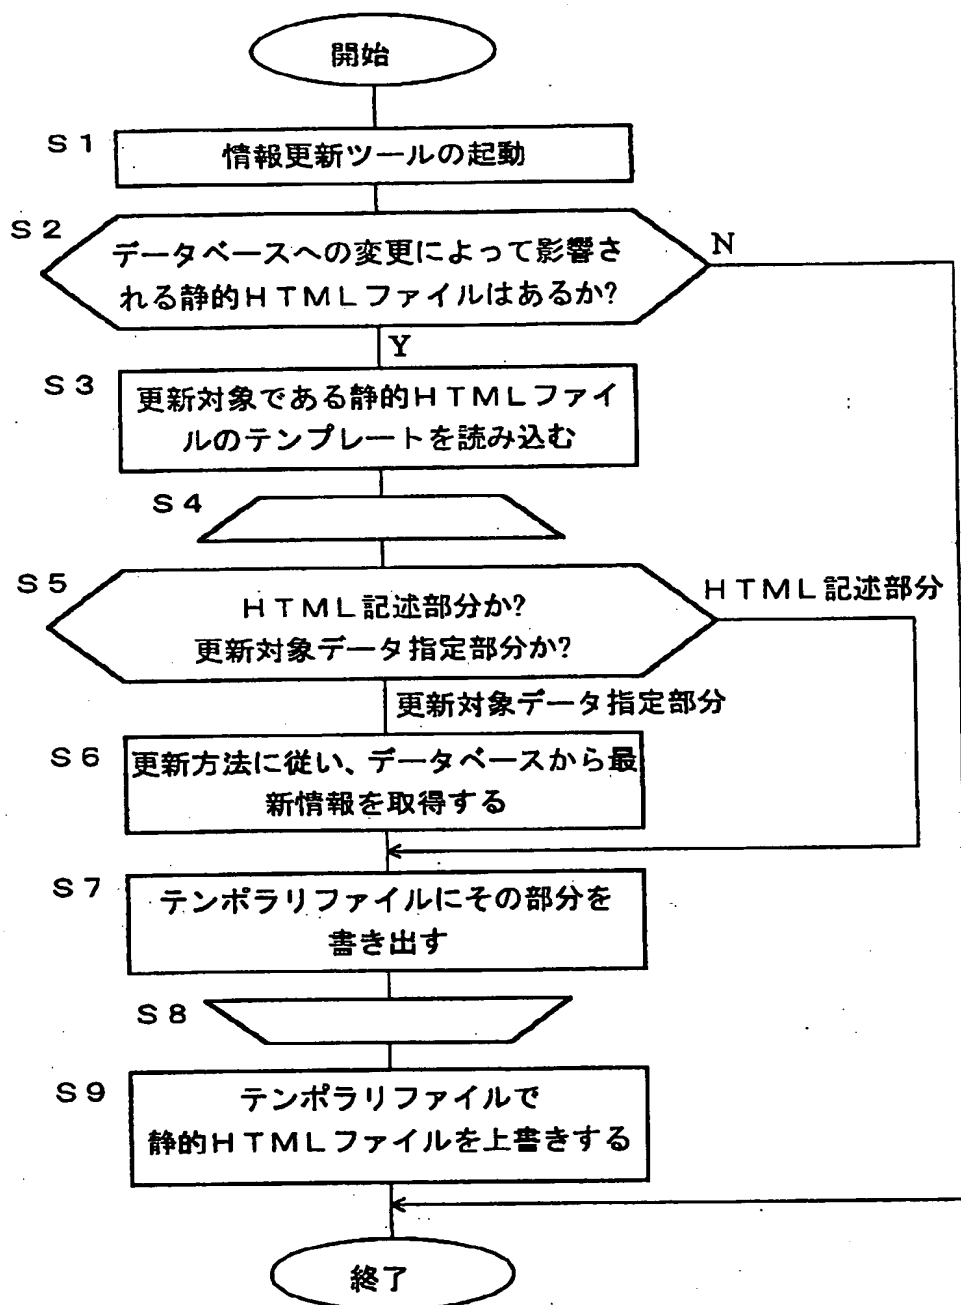 開始
S1
情報更新ツールの起動
S2
データベースへの変更によって影響さ
れる静的HTMLファイルはあるか?
N
Y
S3
更新対象である静的HTMLファイ
ルのテンプレートを読み込む
S4
S5
HTML記述部分か?
更新対象データ指定部分か?
HTML記述部分
更新対象データ指定部分
S6
更新方法に従い、データベースから最
新情報を取得する
S7
テンポラリファイルにその部分を
書き出す
S8
S9
テンポラリファイルで
静的HTMLファイルを上書きする
終了